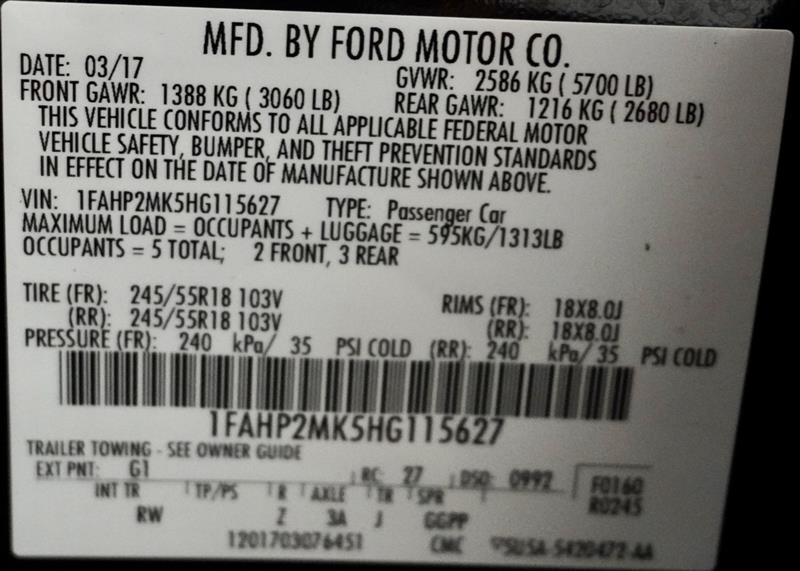 MFD. BY FORD MOTOR CO.
DATE: 03/17 GVWR: 2586 KG ( 5700 LB)
FRONT GAWR: 1388 KG ( 3060 LB) REAR GAWR: 1216 KG ( 2680 LB)
THIS VEHICLE CONFORMS TO ALL APPLICABLE FEDERAL MOTOR
VEHICLE SAFETY, BUMPER, AND THEFT PREVENTION STANDARDS
IN EFFECT ON THE DATE OF MANUFACTURE SHOWN ABOVE.
VIN: 1FAHP2MK5HG115627 TYPE: Passenger Car
MAXIMUM LOAD = OCCUPANTS + LUGGAGE = 595KG/1313LB
OCCUPANTS = 5 TOTAL; 2 FRONT, 3 REAR
TIRE (FR): 245/55R18 103V RIMS (FR): 18X8.0J
(RR): 245/55R18 103V (RR): 18X8.0J
PRESSURE (FR): 240 kPa/ 35 PSI COLD (RR): 240 kPa/ 35 PSI COLD
1FAHP2MK5HG115627
TRAILER TOWING - SEE OWNER GUIDE
EXT PNT: G1 RC: 27 DSO: 0992 F0160
R0245
INT TR TP/PS R AXLE TR SPR
RW Z 3A J GGPP
1201703076451 CMC 5U5A-5420472-AA